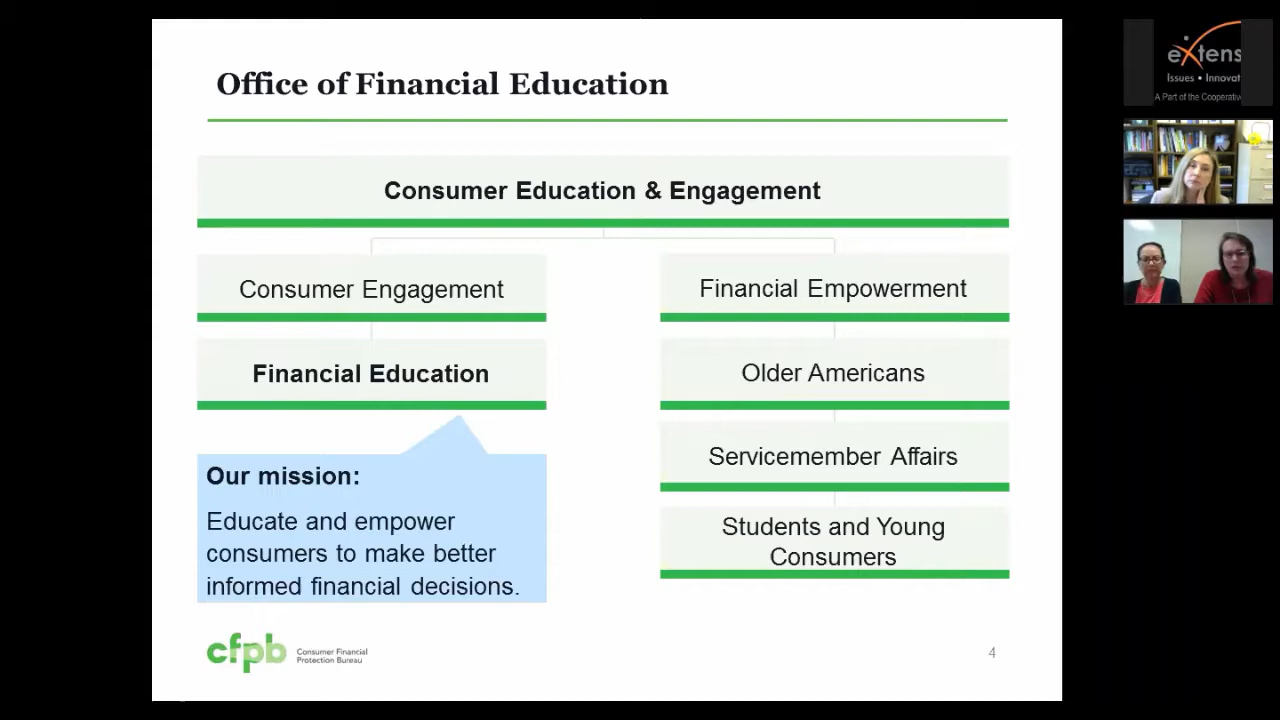 Office of Financial Education
Consumer Education & Engagement
Consumer Engagement
Financial Education
Our mission:
Educate and empower
consumers to make better
informed financial decisions.
Financial Empowerment
Older Americans
Servicemember Affairs
Students and Young
Consumers
cfpb
Consumer Financial
Protection Bureau
4
eXtens
Issues • Innovat
A Part of the Cooperativ